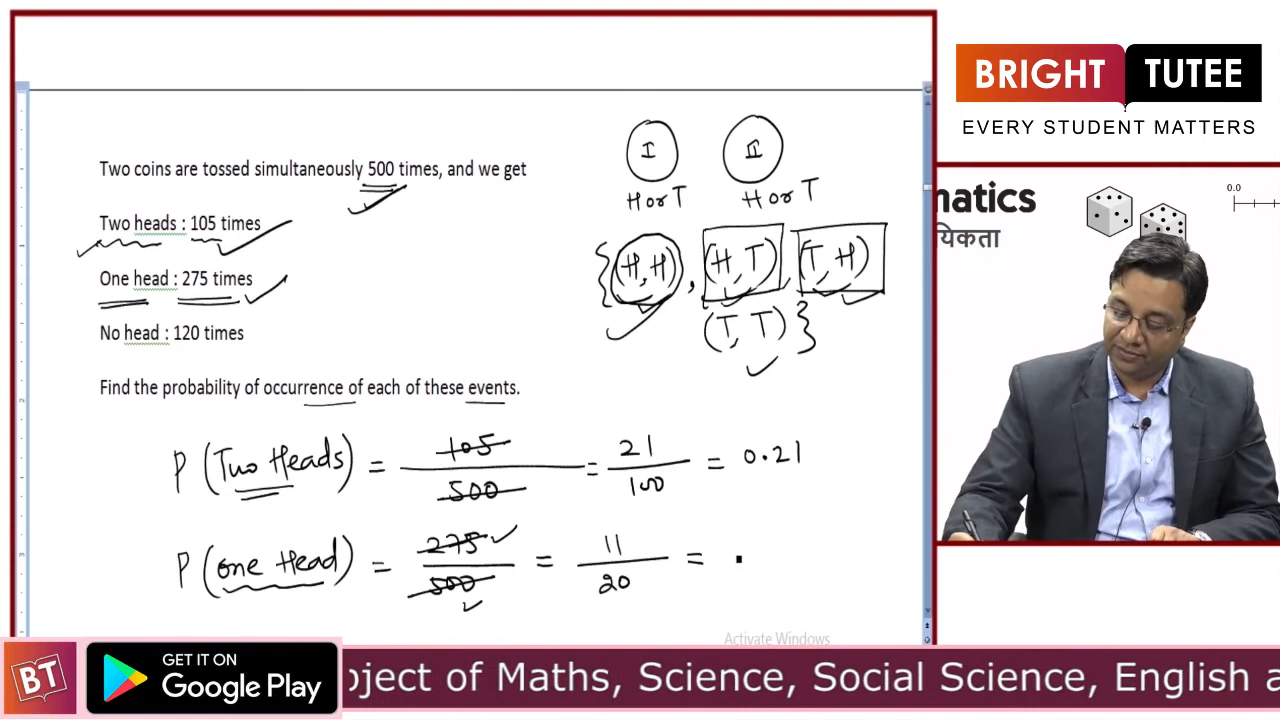 BRIGHT TUTEE
EVERY STUDENT MATTERS
Two coins are tossed simultaneously 500 times, and we get
Two heads : 105 times
One head : 275 times
No head : 120 times
Find the probability of occurrence of each of these events.
I II
H or T H or T
{(H, H), (H, T), (T, H)
(T, T)}
P (Two Heads) = 105/500 = 21/100 = 0.21
P (one Head) = 275/500 = 11/20 = .
matics
0.0
Activate Windows
BT
GET IT ON
Google Play
oject of Maths, Science, Social Science, English a